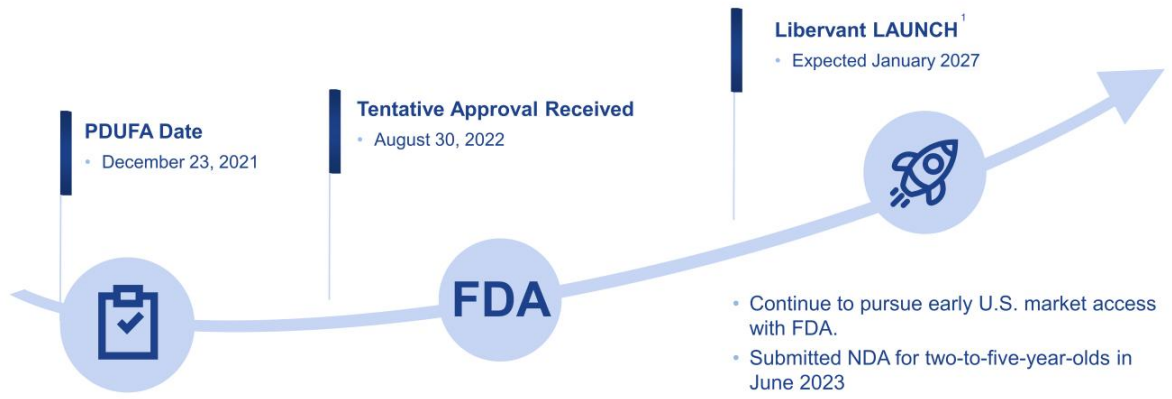 PDUFA Date
• December 23, 2021
Tentative Approval Received
• August 30, 2022
Libervant LAUNCH¹
• Expected January 2027
FDA
• Continue to pursue early U.S. market access
with FDA.
• Submitted NDA for two-to-five-year-olds in
June 2023